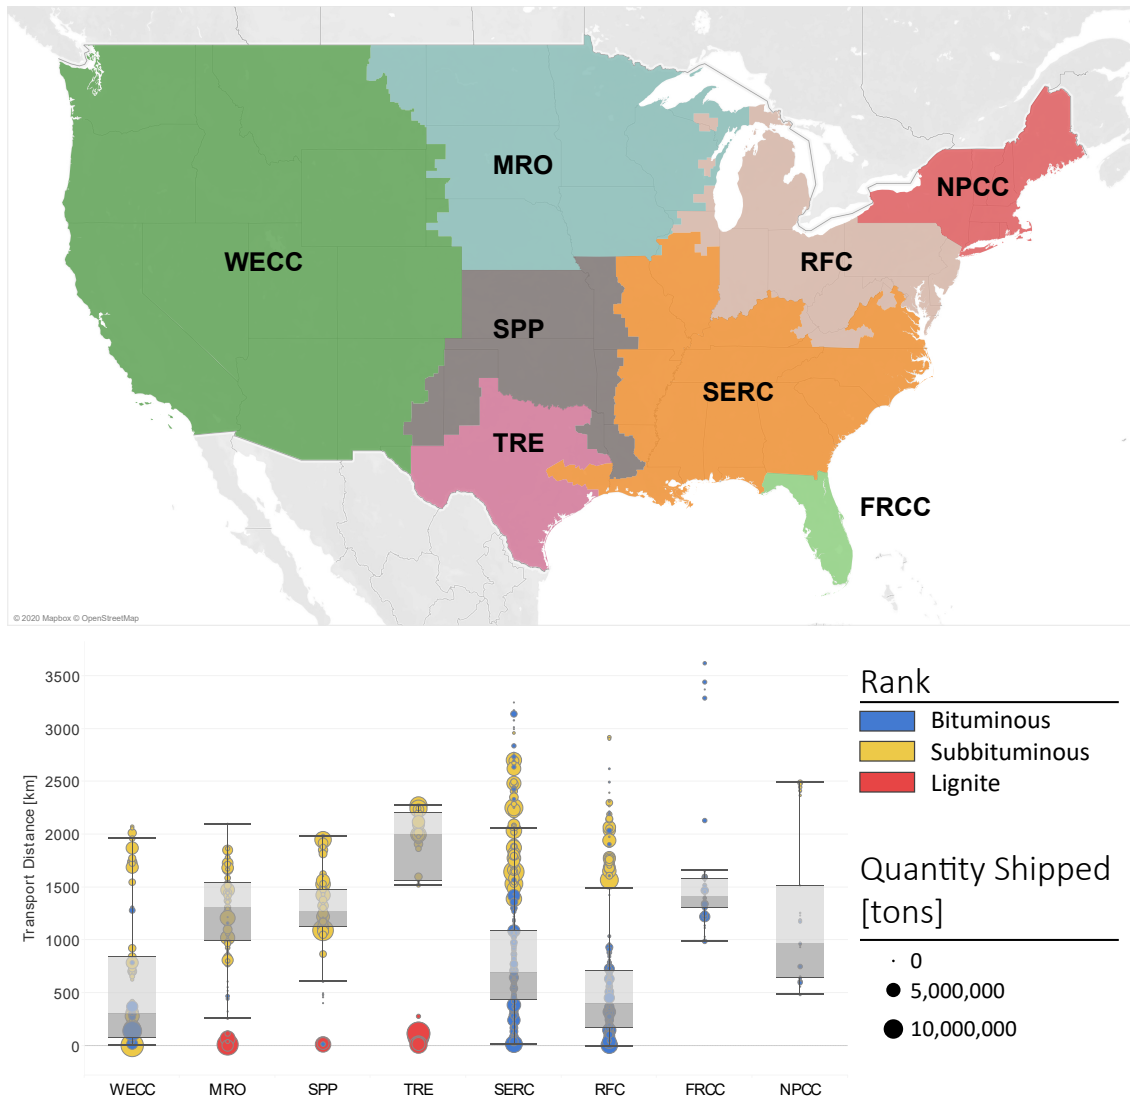 MRO
NPCC
WECC
RFC
SPP
SERC
TRE
FRCC
© 2020 Mapbox © OpenStreetMap
Transport Distance [km]
3500
3000
2500
2000
1500
1000
500
0
WECC
MRO
SPP
TRE
SERC
RFC
FRCC
NPCC
Rank
Bituminous
Subbituminous
Lignite
Quantity Shipped
[tons]
0
5,000,000
10,000,000